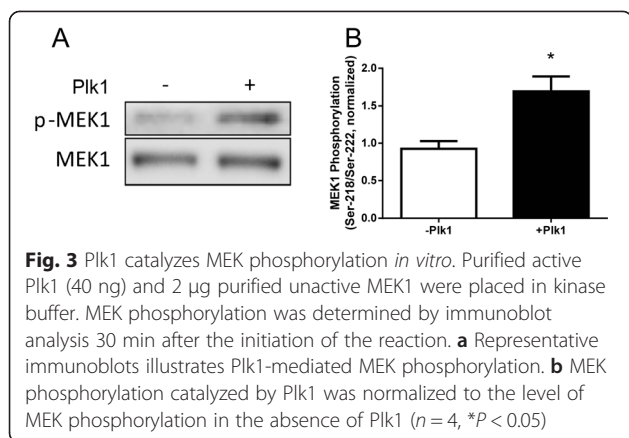 A
Plk1 - +
p-MEK1
MEK1
B
MEK1 Phosphorylation
(Ser-218/Ser-222, normalized)
2.0
1.5
1.0
0.5
0.0
*
-Plk1 +Plk1
Fig. 3 Plk1 catalyzes MEK phosphorylation in vitro. Purified active
Plk1 (40 ng) and 2 μg purified unactive MEK1 were placed in kinase
buffer. MEK phosphorylation was determined by immunoblot
analysis 30 min after the initiation of the reaction. a Representative
immunoblots illustrates Plk1-mediated MEK phosphorylation. b MEK
phosphorylation catalyzed by Plk1 was normalized to the level of
MEK phosphorylation in the absence of Plk1 (n = 4, *P < 0.05)